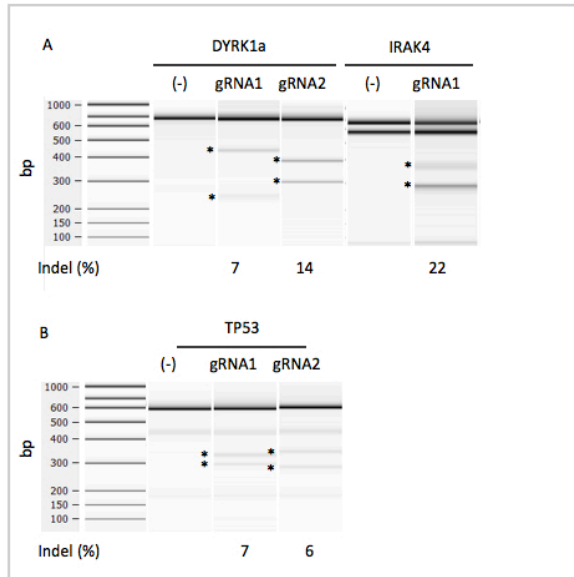 A
DYRK1a IRAK4
(-) gRNA1 gRNA2 (-) gRNA1
1000
600
500
400
300
200
150
100
bp
* * * * * *
Indel (%) 7 14 22
B
TP53
(-) gRNA1 gRNA2
1000
600
500
400
300
200
150
100
bp
* * * *
Indel (%) 7 6